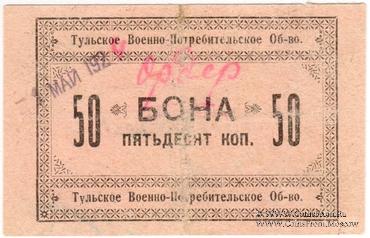 Тульское Военно-Потребительское Об-во.
МАЙ 192
50 БОНА 50
ПЯТЬДЕСЯТ КОП.
Тульское Военно-Потребительское Об-во.